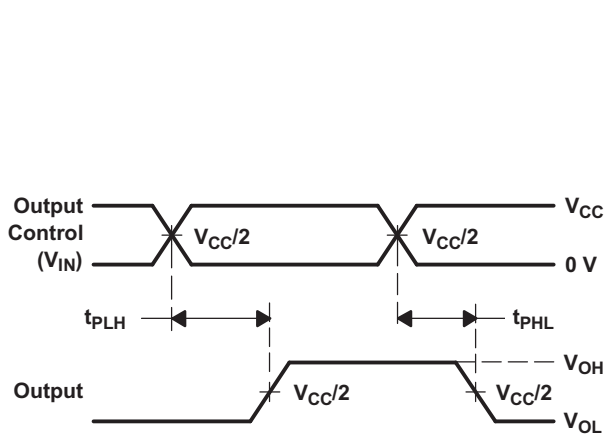 Output
Control
(VIN)
VCC/2
VCC/2
VCC
0 V
tPLH
tPHL
Output
VCC/2
VCC/2
VOH
VOL